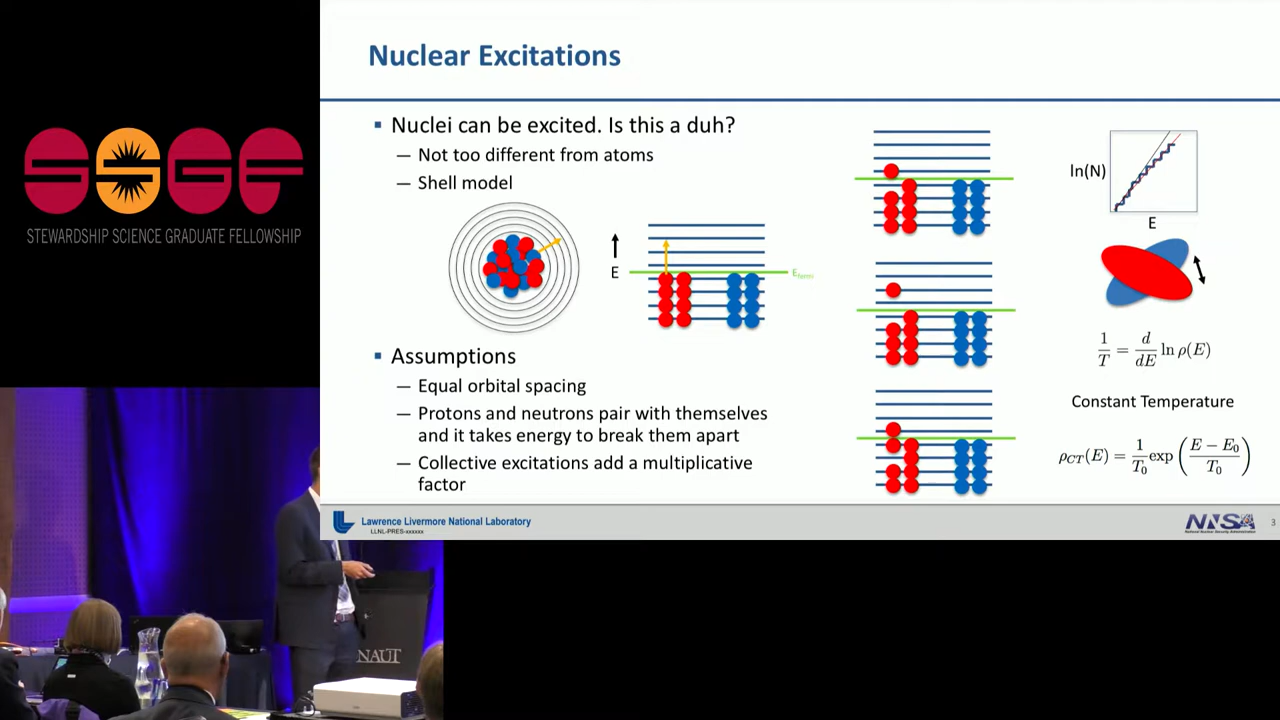 SSGF
STEWARDSHIP SCIENCE GRADUATE FELLOWSHIP
Nuclear Excitations
▪ Nuclei can be excited. Is this a duh?
— Not too different from atoms
— Shell model
E
E_fermi
▪ Assumptions
— Equal orbital spacing
— Protons and neutrons pair with themselves
and it takes energy to break them apart
— Collective excitations add a multiplicative
factor
ln(N)
E
1/T = d/dE ln ρ(E)
Constant Temperature
ρ_CT(E) = 1/T₀ exp((E − E₀)/T₀)
Lawrence Livermore National Laboratory
LLNL-PRES-xxxxxx
NNSA
National Nuclear Security Administration
3
NAUT